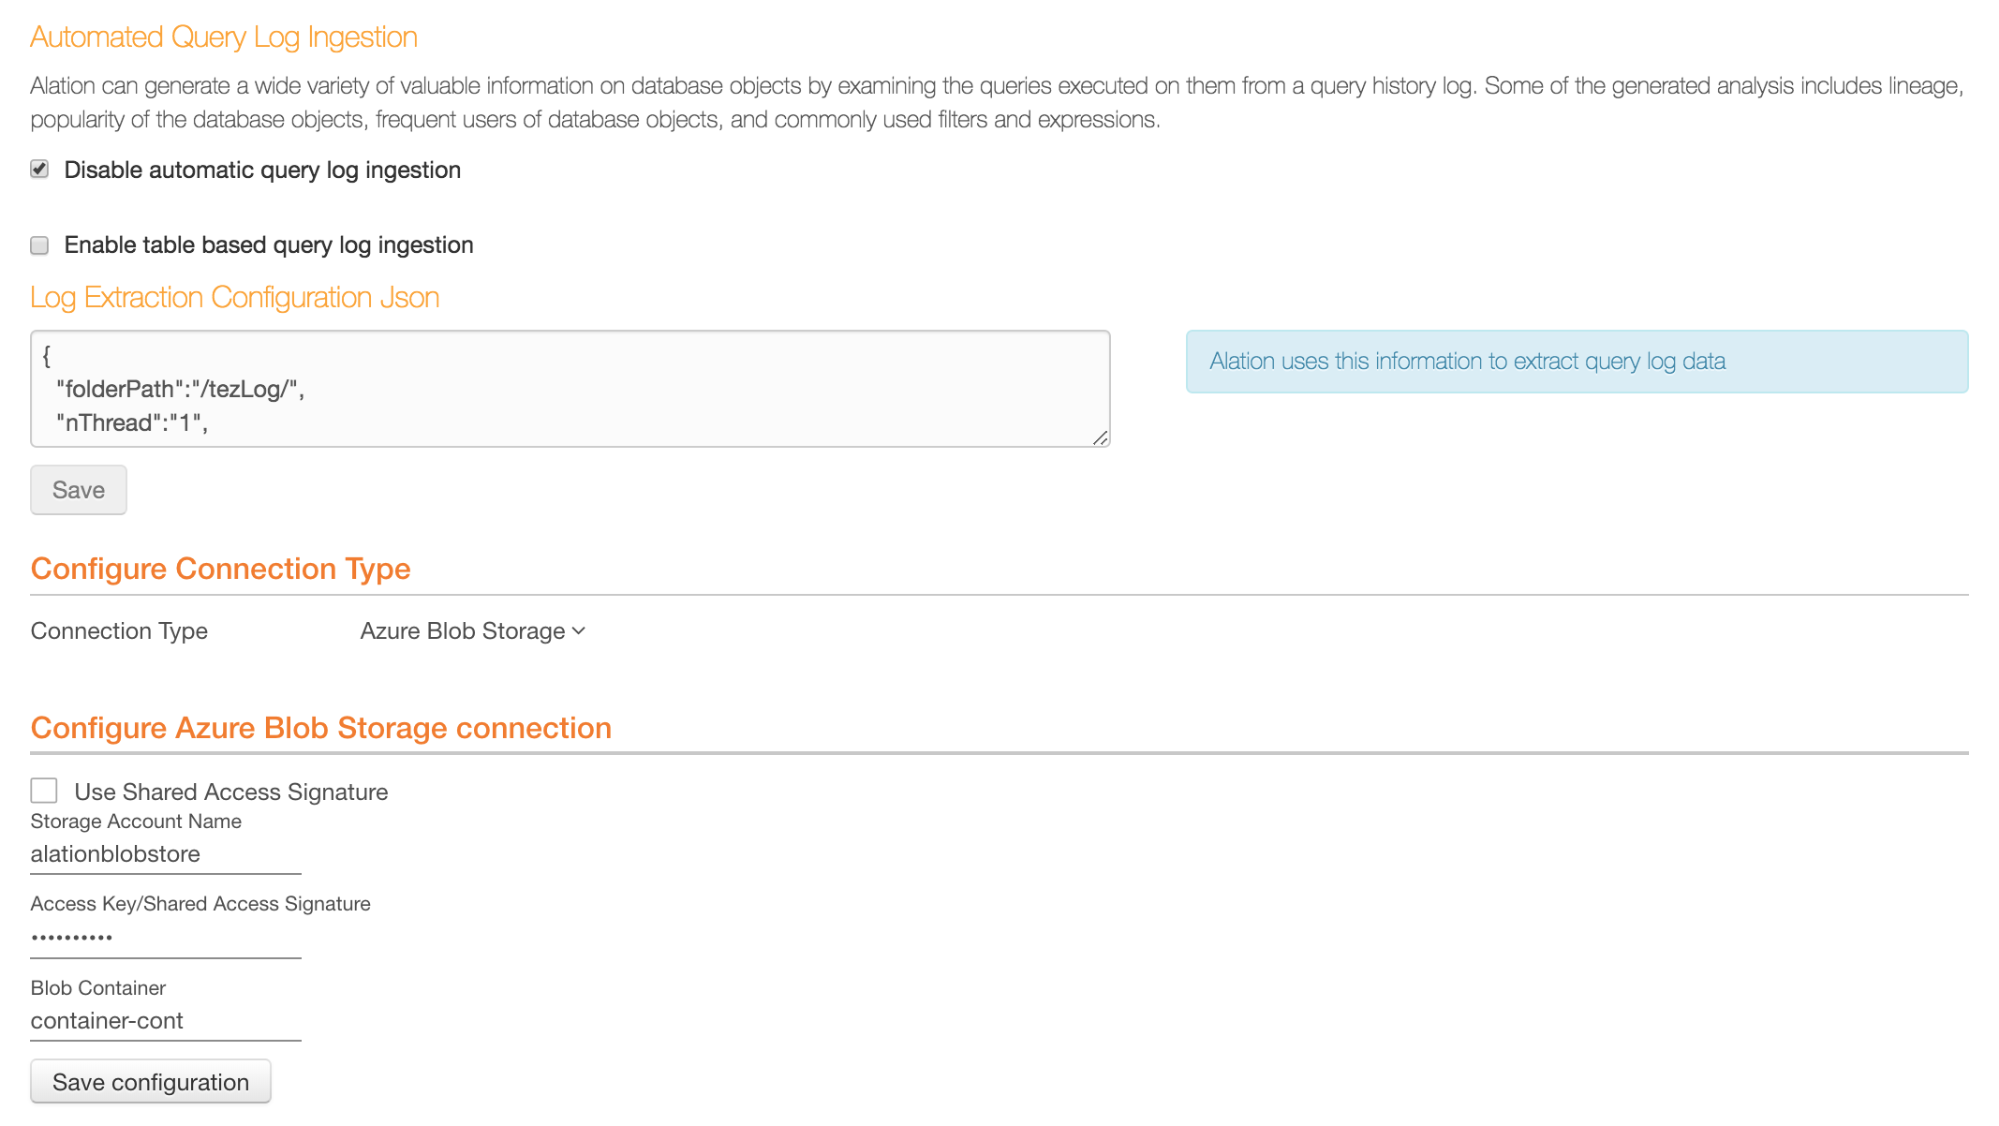 Automated Query Log Ingestion
Alation can generate a wide variety of valuable information on database objects by examining the queries executed on them from a query history log. Some of the generated analysis includes lineage,
popularity of the database objects, frequent users of database objects, and commonly used filters and expressions.
Disable automatic query log ingestion
Enable table based query log ingestion
Log Extraction Configuration Json
{
"folderPath":"/tezLog/",
"nThread":"1",
Alation uses this information to extract query log data
Save
Configure Connection Type
Connection Type Azure Blob Storage
Configure Azure Blob Storage connection
Use Shared Access Signature
Storage Account Name
alationblobstore
Access Key/Shared Access Signature
••••••••••
Blob Container
container-cont
Save configuration